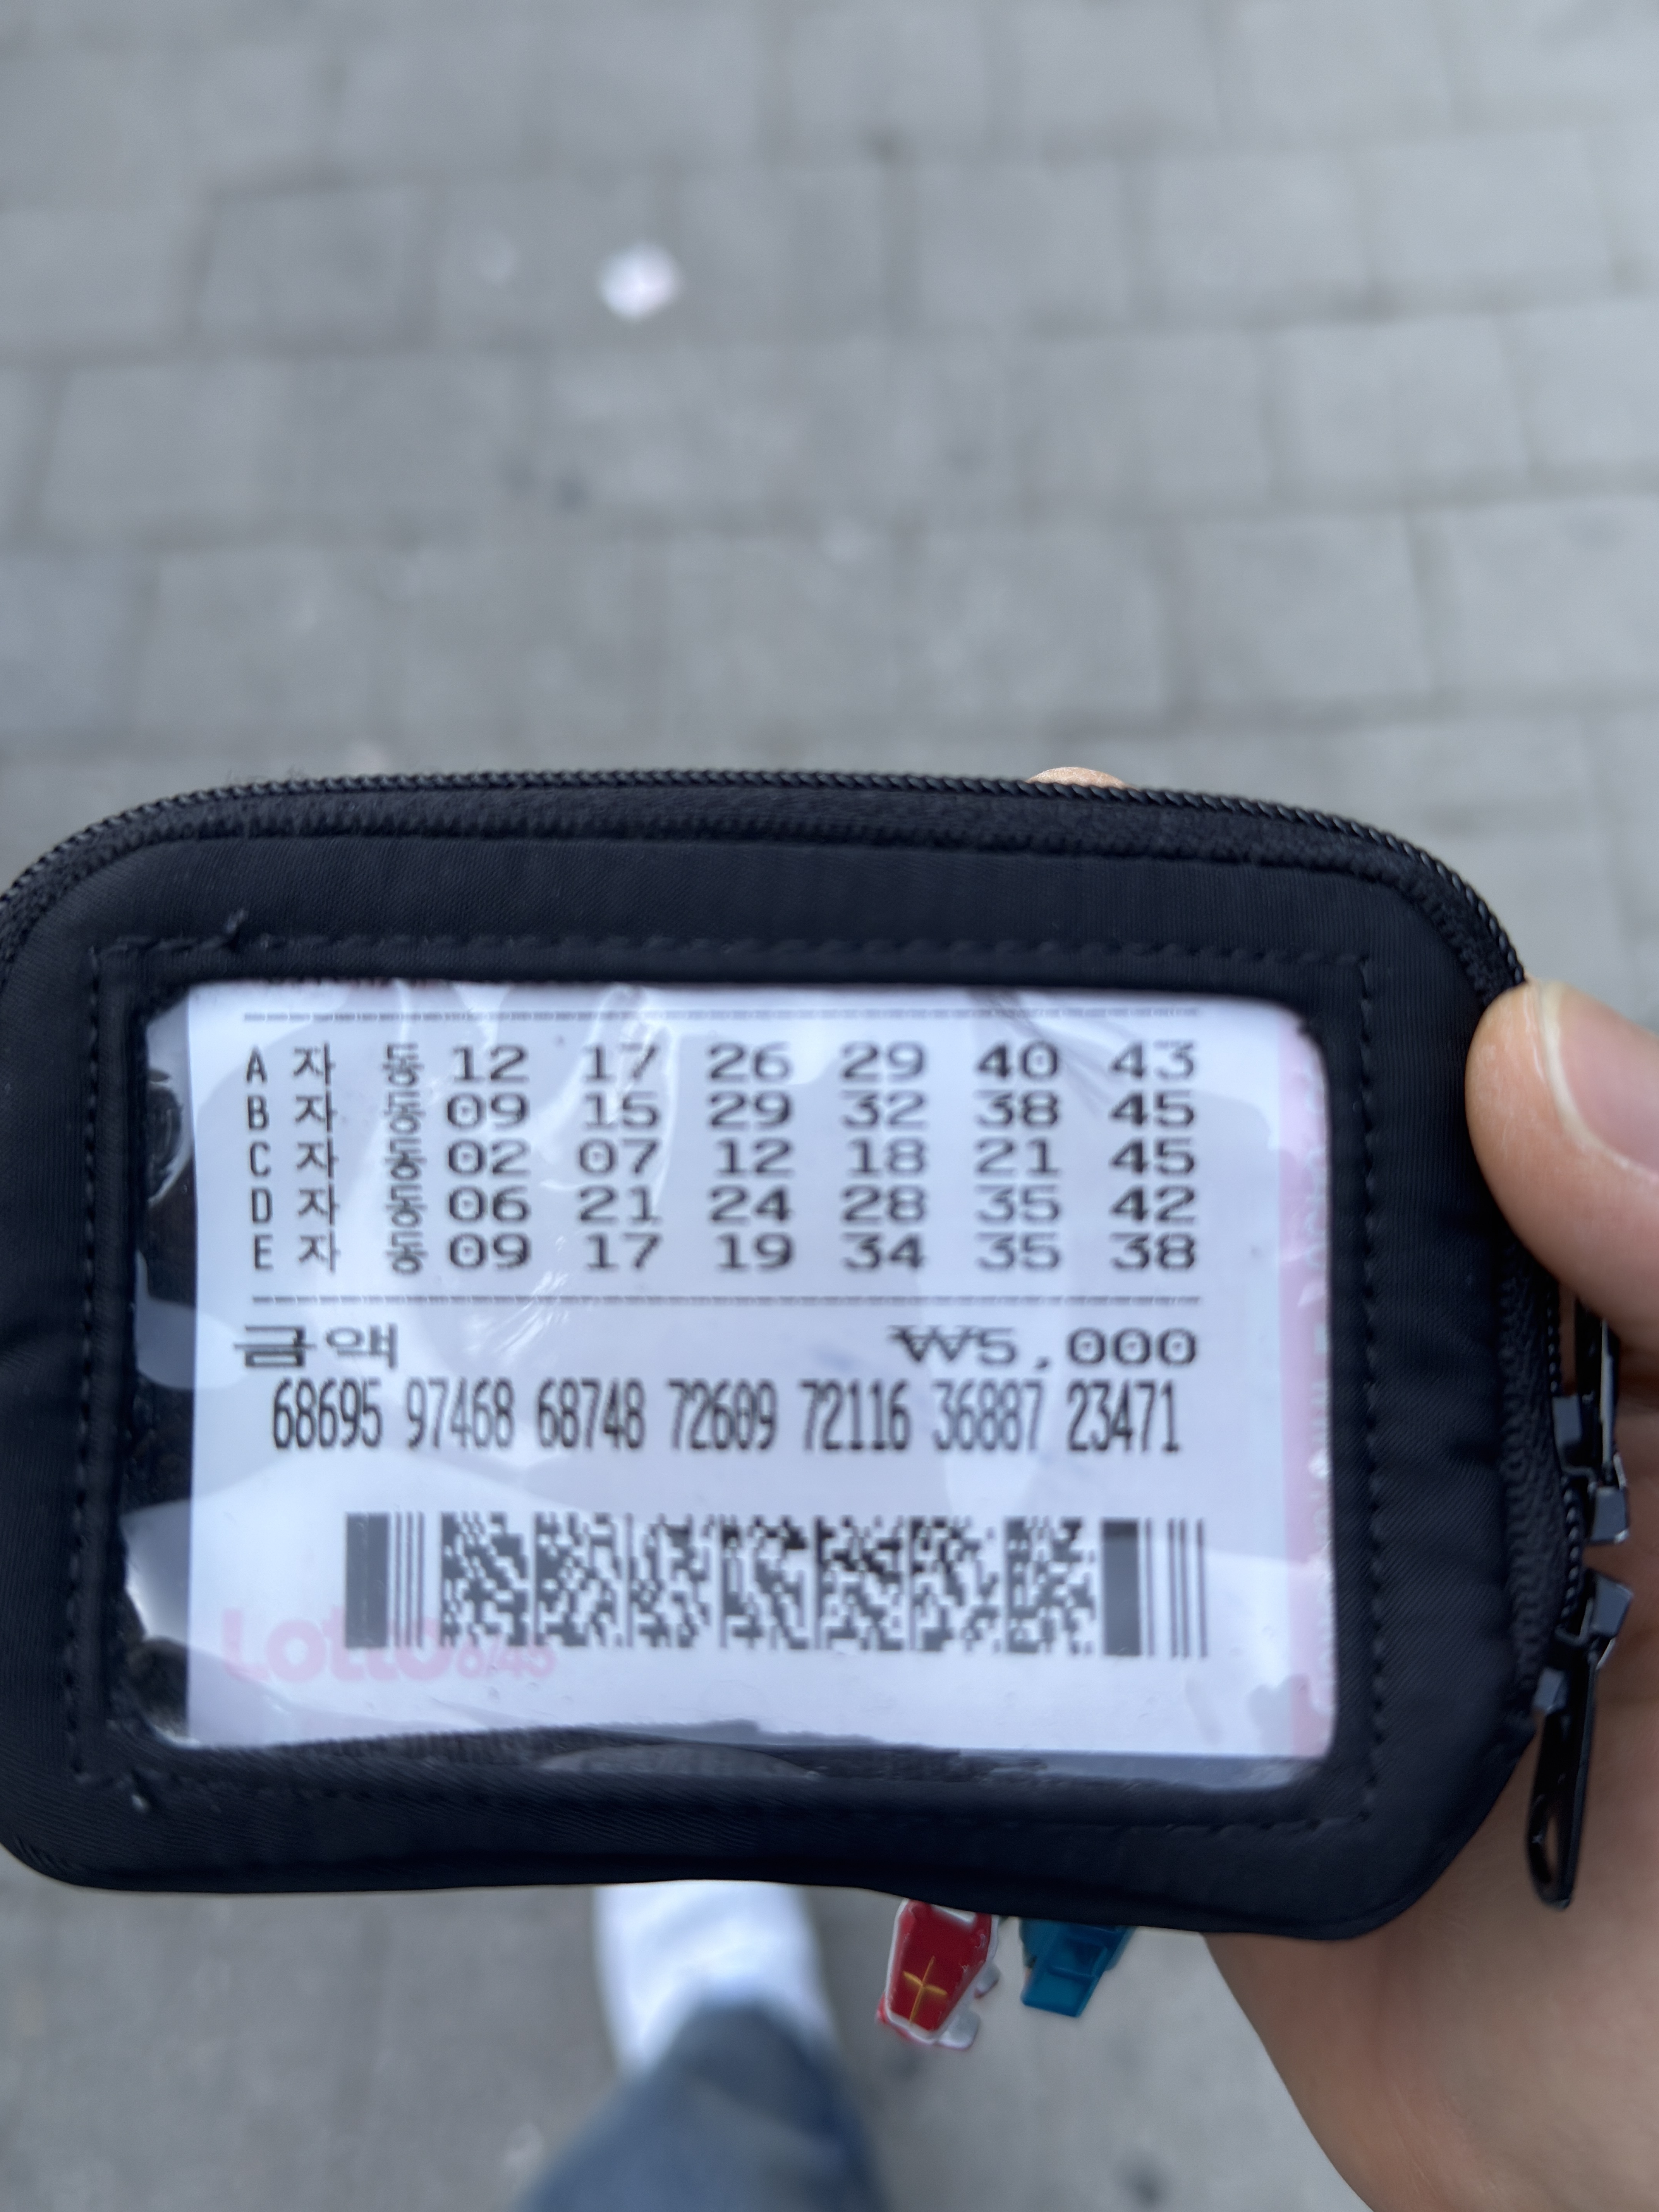 A 자 동 12 17 26 29 40 43
B 자 동 09 15 29 32 38 45
C 자 동 02 07 12 18 21 45
D 자 동 06 21 24 28 35 42
E 자 동 09 17 19 34 35 38
금액 ₩5,000
68695 97468 68748 72609 72116 36887 23471
Lotto 6/45